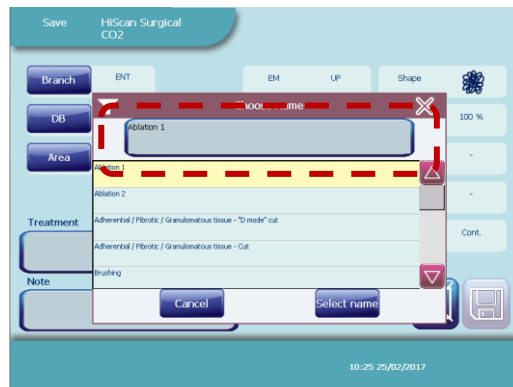 Save
HiScan Surgical
CO2
Branch
ENT
EM
UP
Shape
Choose name
DB
Ablation 1
100 %
Area
Ablation 1
-
Ablation 2
-
Treatment
Adherential / Fibrotic / Granulomatous tissue - "D mode" cut
Cont.
Adherential / Fibrotic / Granulomatous tissue - Cut
Note
Brushing
Cancel
Select name
10:25 25/02/2017